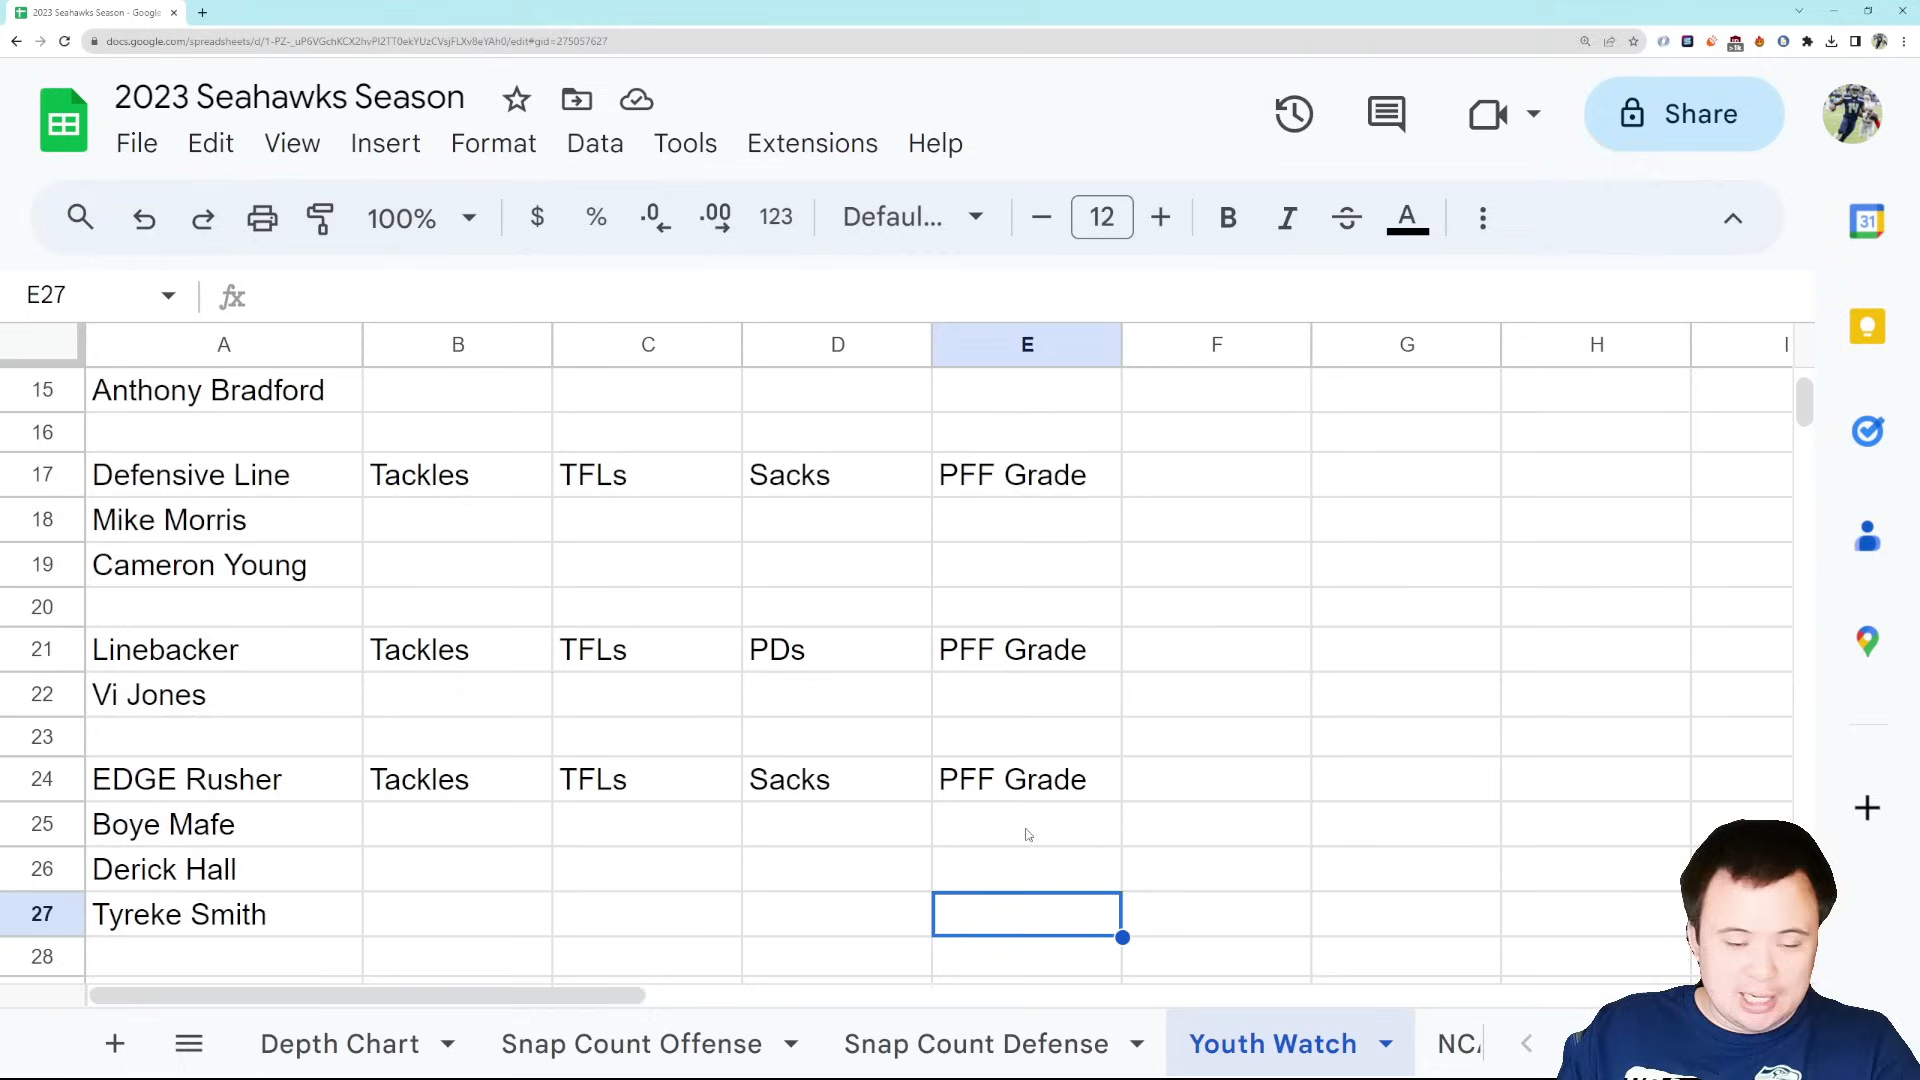 2023 Seahawks Season - Google
docs.google.com/spreadsheets/d/1-PZ-_uP6VGchKCX2hvPI2TT0ekYUzCVsjFLXv8eYAh0/edit#gid=275057627
2023 Seahawks Season
Share
File Edit View Insert Format Data Tools Extensions Help
100% $ % .0 .00 123 Defaul... 12 B I A
31
E27 fx
A B C D E F G H I
15 Anthony Bradford
16
17 Defensive Line Tackles TFLs Sacks PFF Grade
18 Mike Morris
19 Cameron Young
20
21 Linebacker Tackles TFLs PDs PFF Grade
22 Vi Jones
23
24 EDGE Rusher Tackles TFLs Sacks PFF Grade
25 Boye Mafe
26 Derick Hall
27 Tyreke Smith
28
Depth Chart Snap Count Offense Snap Count Defense Youth Watch NCA